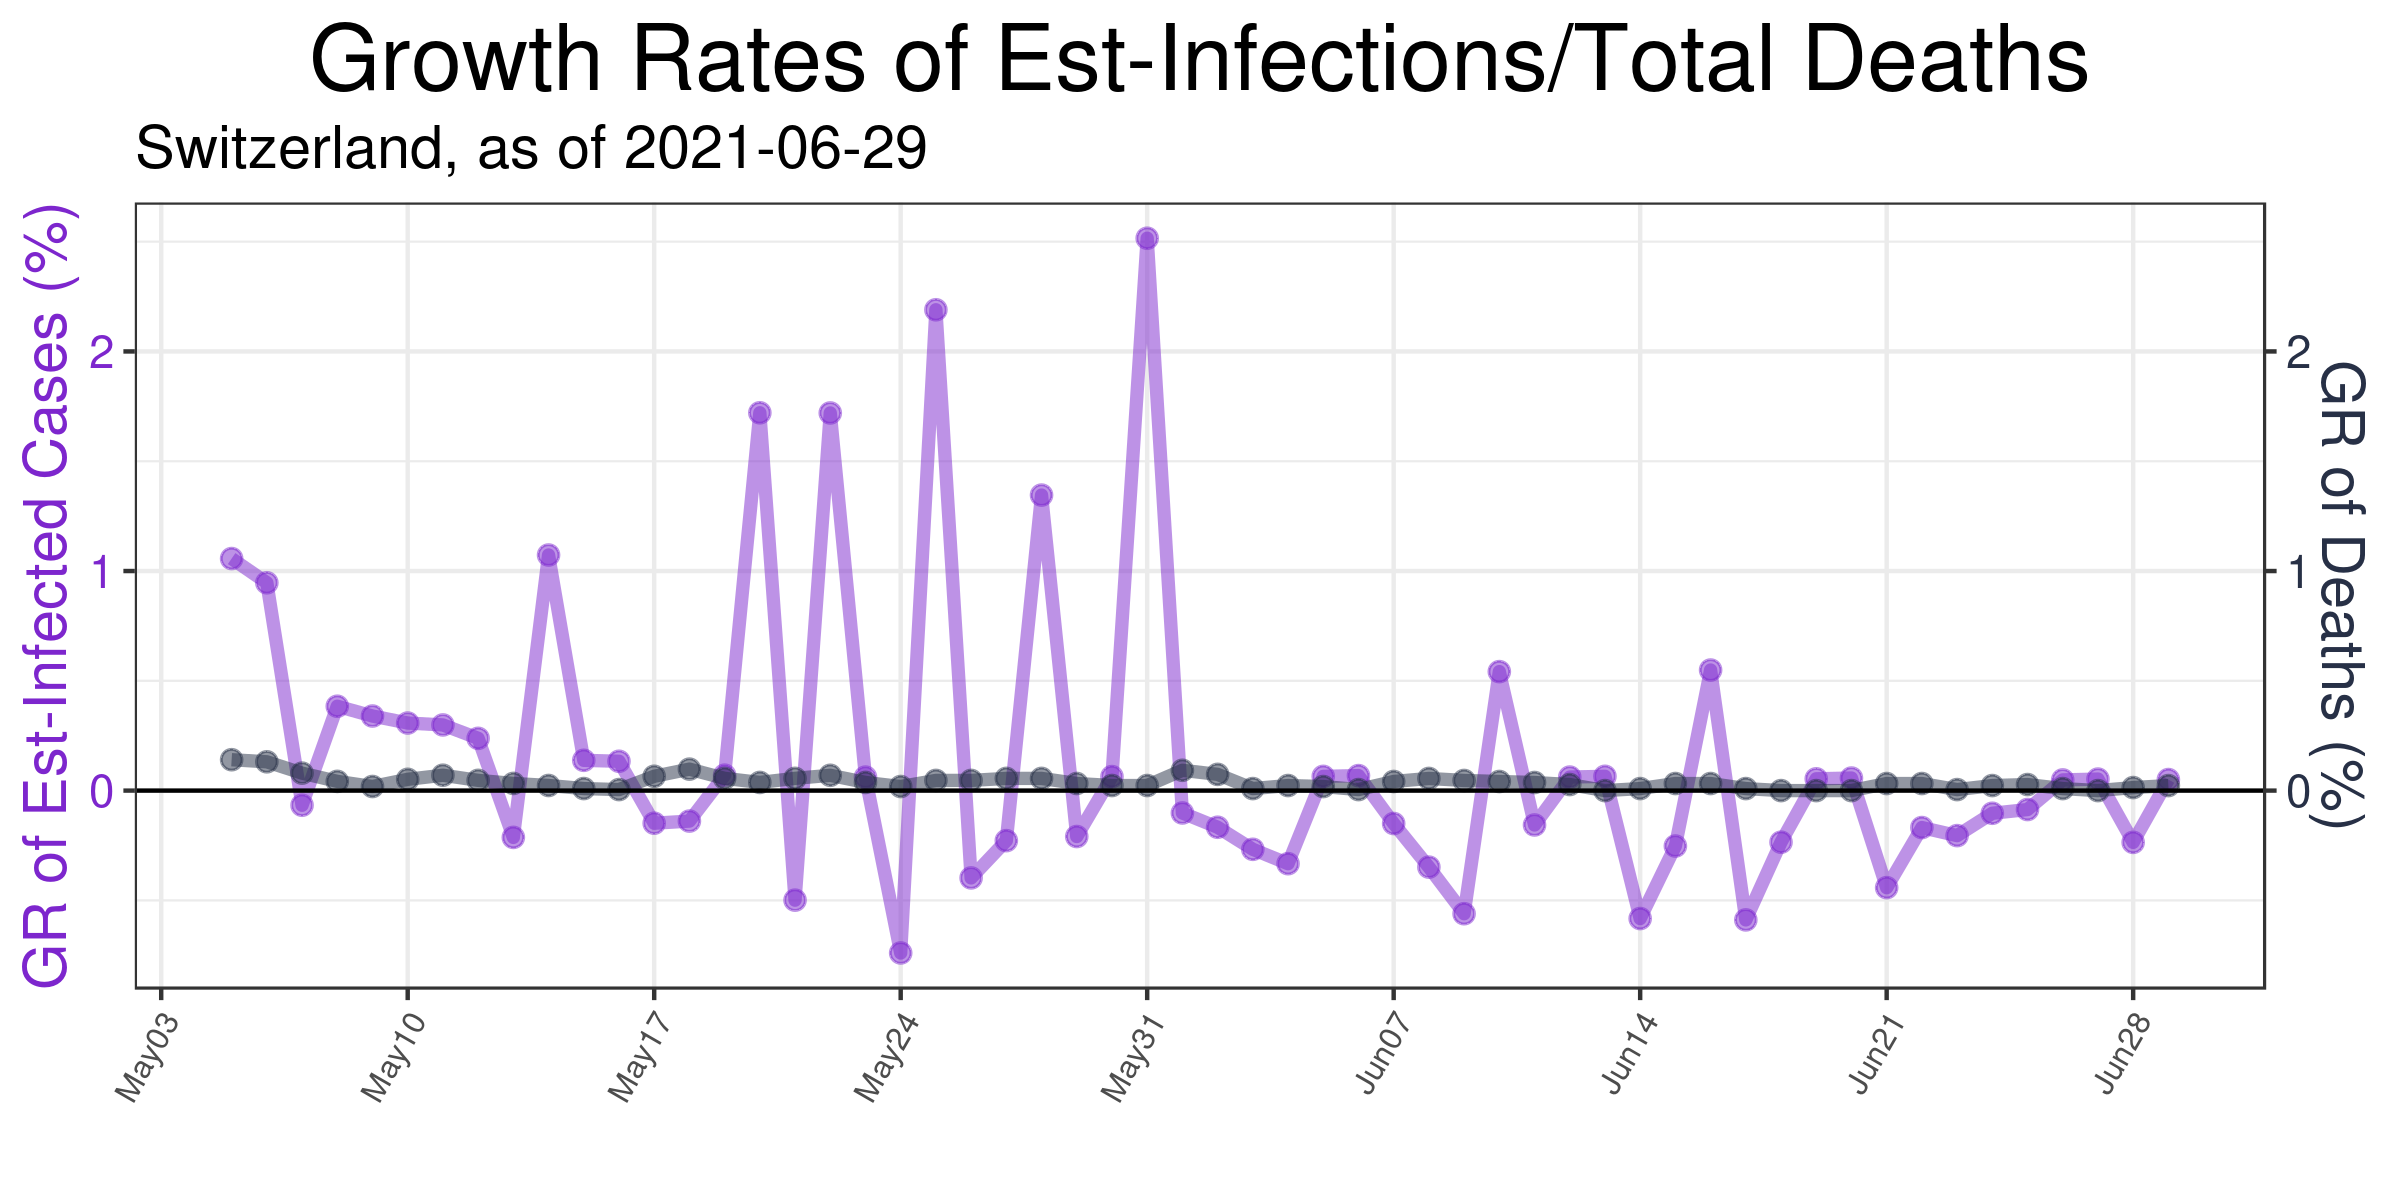 Growth Rates of Est-Infections/Total Deaths
Switzerland, as of 2021-06-29
GR of Est-Infected Cases (%)
2
1
0
2
1
0
GR of Deaths (%)
May03
May10
May17
May24
May31
Jun07
Jun14
Jun21
Jun28